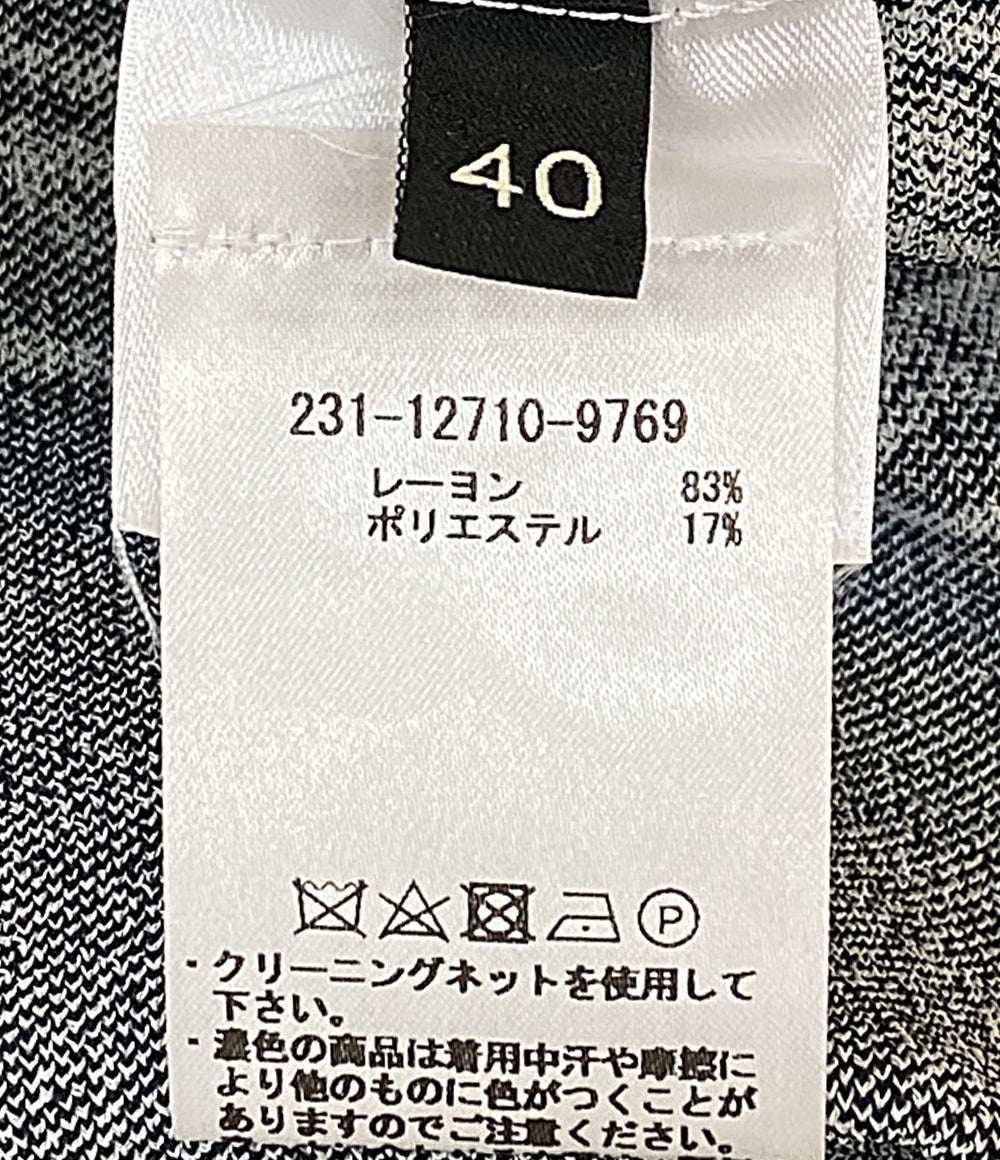 40
231-12710-9769
レーヨン 83%
ポリエステル 17%
P
・クリーニングネットを使用して
下さい。
・濃色の商品は着用中汗や摩擦に
より他のものに色がつくことが
ありますのでご注意ください。